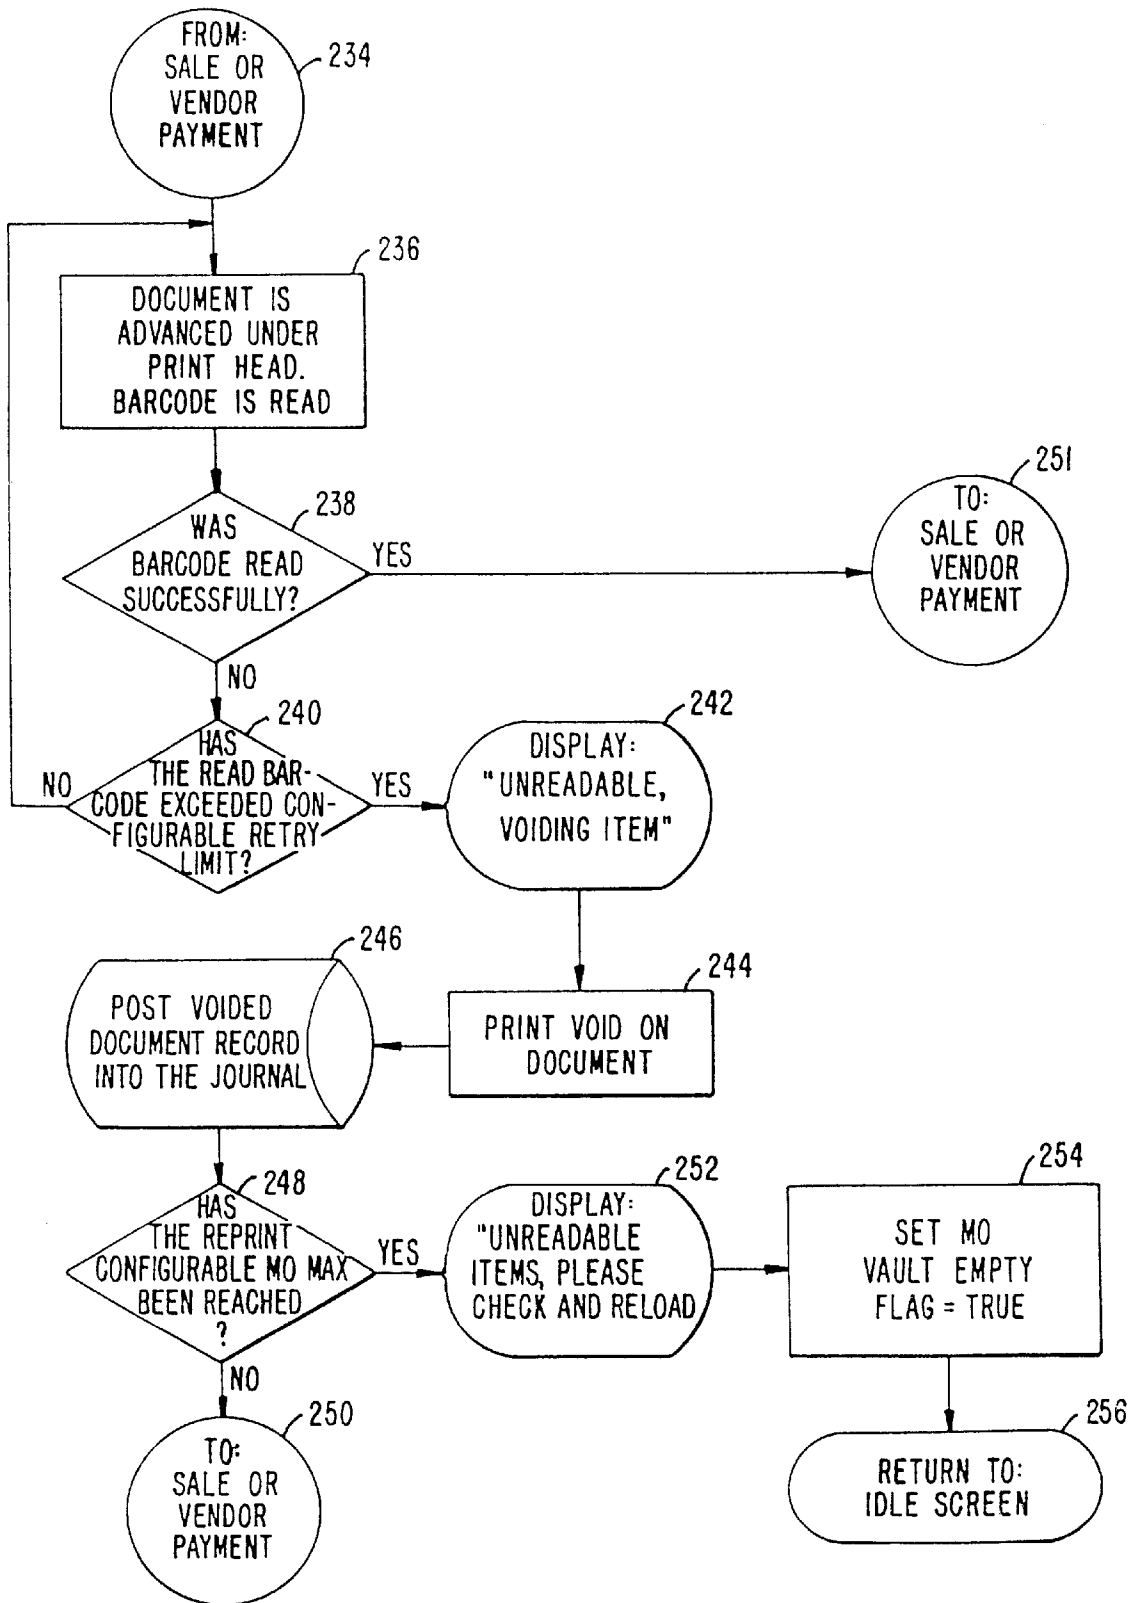 FROM:
SALE OR
VENDOR
PAYMENT
234
236
DOCUMENT IS
ADVANCED UNDER
PRINT HEAD.
BARCODE IS READ
238
WAS
BARCODE READ
SUCCESSFULLY?
YES
251
TO:
SALE OR
VENDOR
PAYMENT
NO
240
HAS
THE READ BAR-
CODE EXCEEDED CON-
FIGURABLE RETRY
LIMIT?
NO
YES
242
DISPLAY:
"UNREADABLE,
VOIDING ITEM"
244
PRINT VOID ON
DOCUMENT
246
POST VOIDED
DOCUMENT RECORD
INTO THE JOURNAL
248
HAS
THE REPRINT
CONFIGURABLE MO MAX
BEEN REACHED
?
YES
252
DISPLAY:
"UNREADABLE
ITEMS, PLEASE
CHECK AND RELOAD
254
SET MO
VAULT EMPTY
FLAG = TRUE
NO
250
TO:
SALE OR
VENDOR
PAYMENT
256
RETURN TO:
IDLE SCREEN